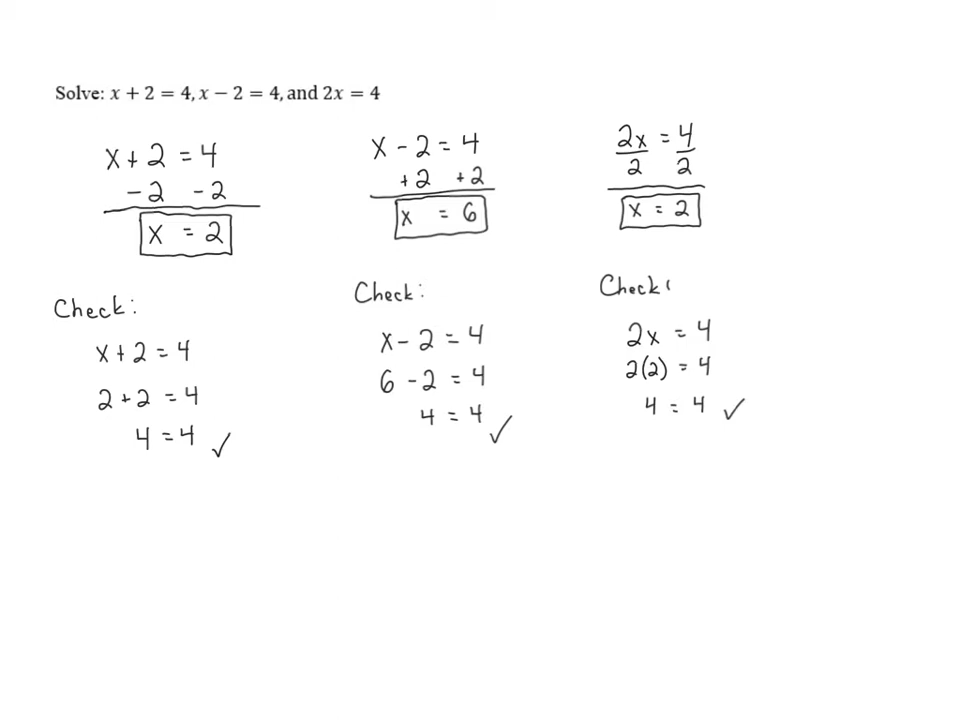 Solve: x + 2 = 4, x − 2 = 4, and 2x = 4
x + 2 = 4
− 2 − 2
x = 2
Check:
x + 2 = 4
2 + 2 = 4
4 = 4 ✓
x − 2 = 4
+ 2 + 2
x = 6
Check:
x − 2 = 4
6 − 2 = 4
4 = 4 ✓
2x = 4
2 2
x = 2
Check:
2x = 4
2(2) = 4
4 = 4 ✓